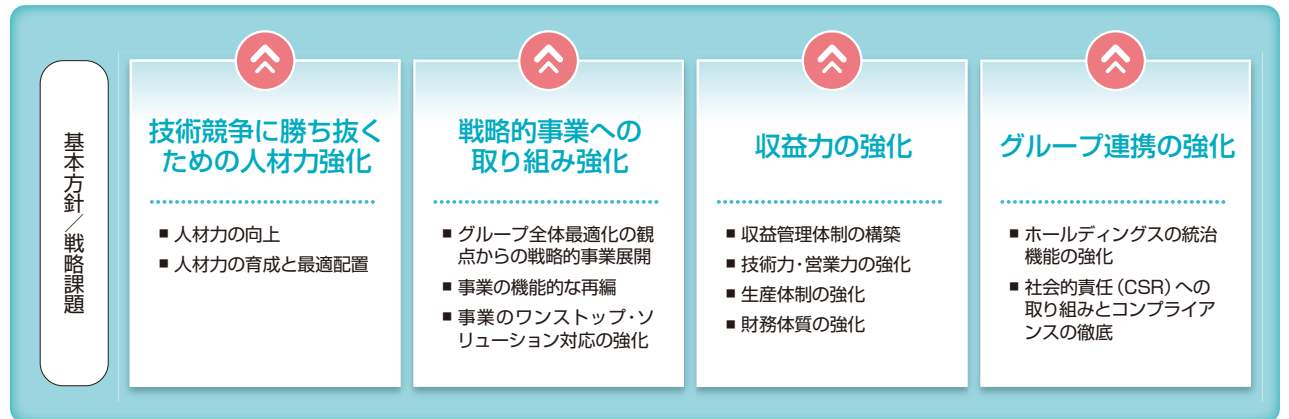 基本方針／戦略課題
技術競争に勝ち抜く
ための人材力強化
■ 人材力の向上
■ 人材力の育成と最適配置
戦略的事業への
取り組み強化
■ グループ全体最適化の観
点からの戦略的事業展開
■ 事業の機能的な再編
■ 事業のワンストップ・ソ
リューション対応の強化
収益力の強化
■ 収益管理体制の構築
■ 技術力・営業力の強化
■ 生産体制の強化
■ 財務体質の強化
グループ連携の強化
■ ホールディングスの統治
機能の強化
■ 社会的責任（CSR）への
取り組みとコンプライア
ンスの徹底